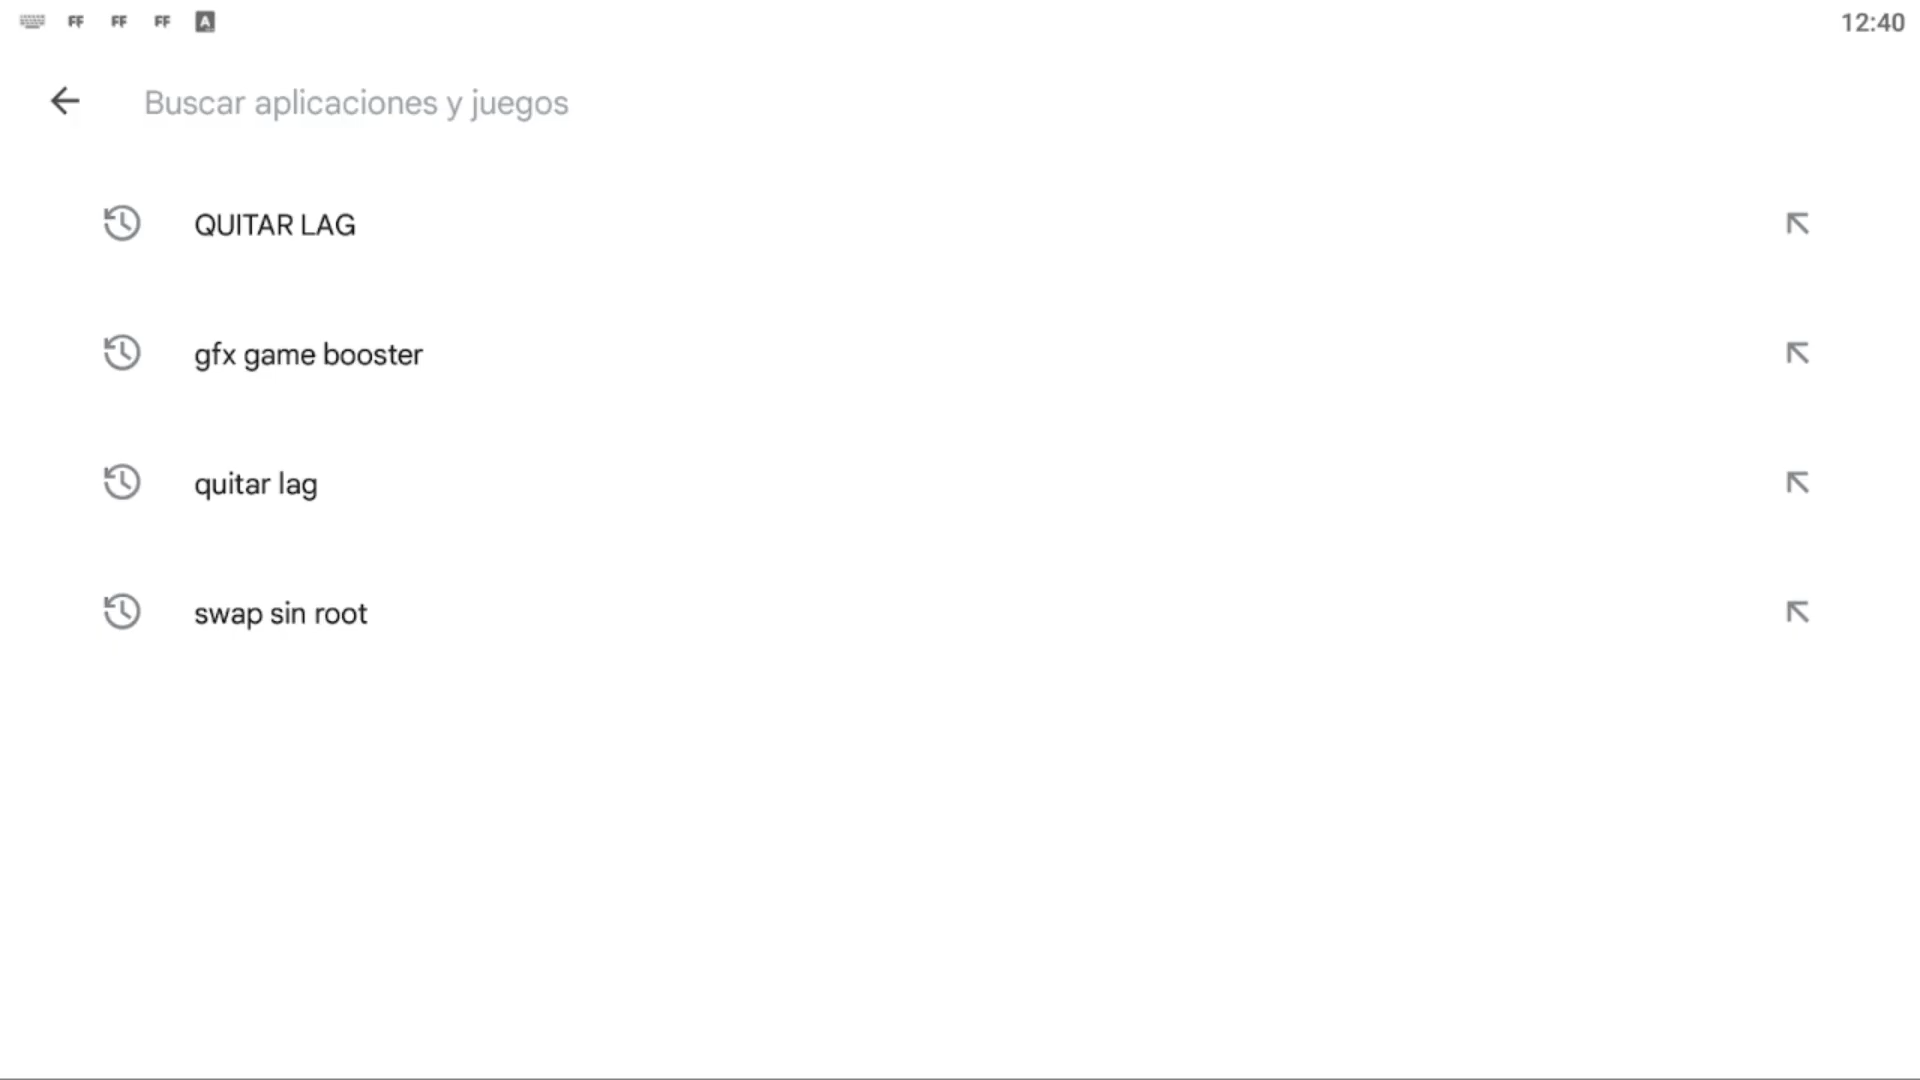 FF FF FF A 12:40
Buscar aplicaciones y juegos
QUITAR LAG
gfx game booster
quitar lag
swap sin root